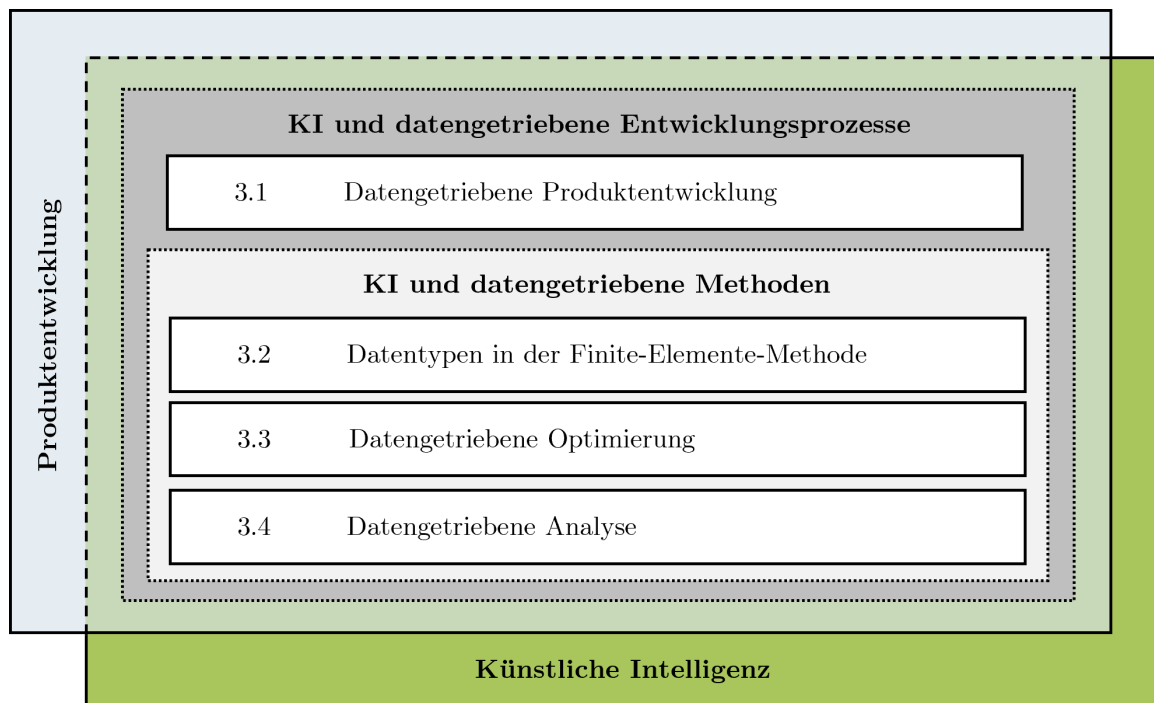 KI und datengetriebene Entwicklungsprozesse
3.1 Datengetriebene Produktentwicklung
KI und datengetriebene Methoden
3.2 Datentypen in der Finite-Elemente-Methode
3.3 Datengetriebene Optimierung
3.4 Datengetriebene Analyse
Produktentwicklung
Künstliche Intelligenz